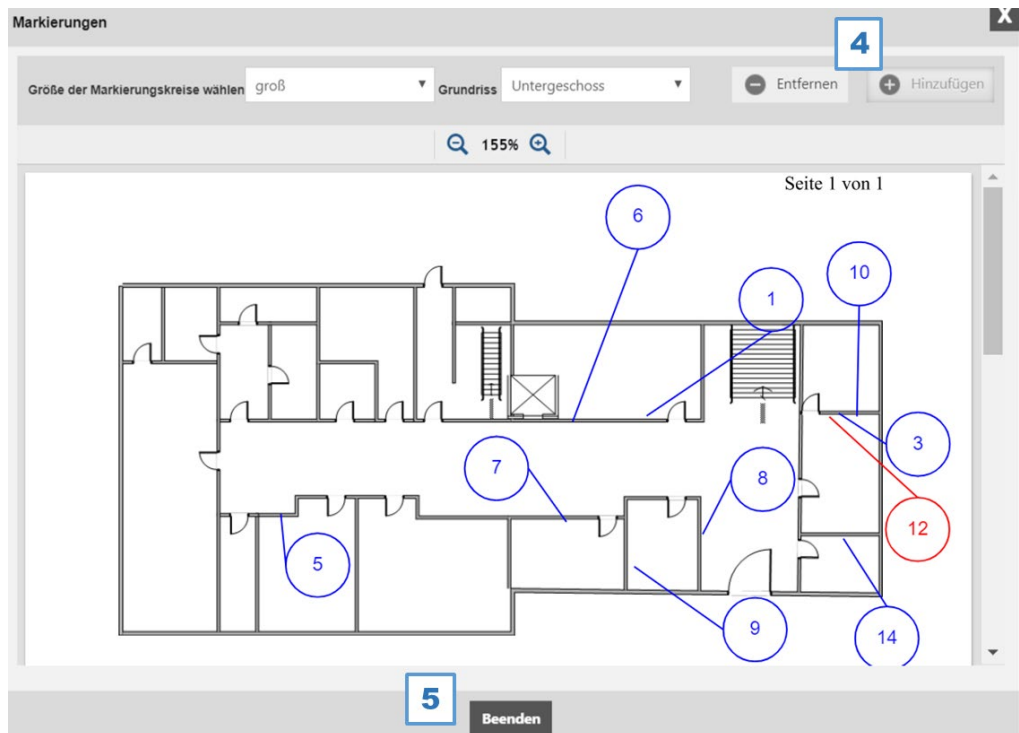 Markierungen
X
4
Größe der Markierungskreise wählen groß Grundriss Untergeschoss Entfernen Hinzufügen
155%
Seite 1 von 1
6
10
1
3
7
8
12
5
9
14
5
Beenden